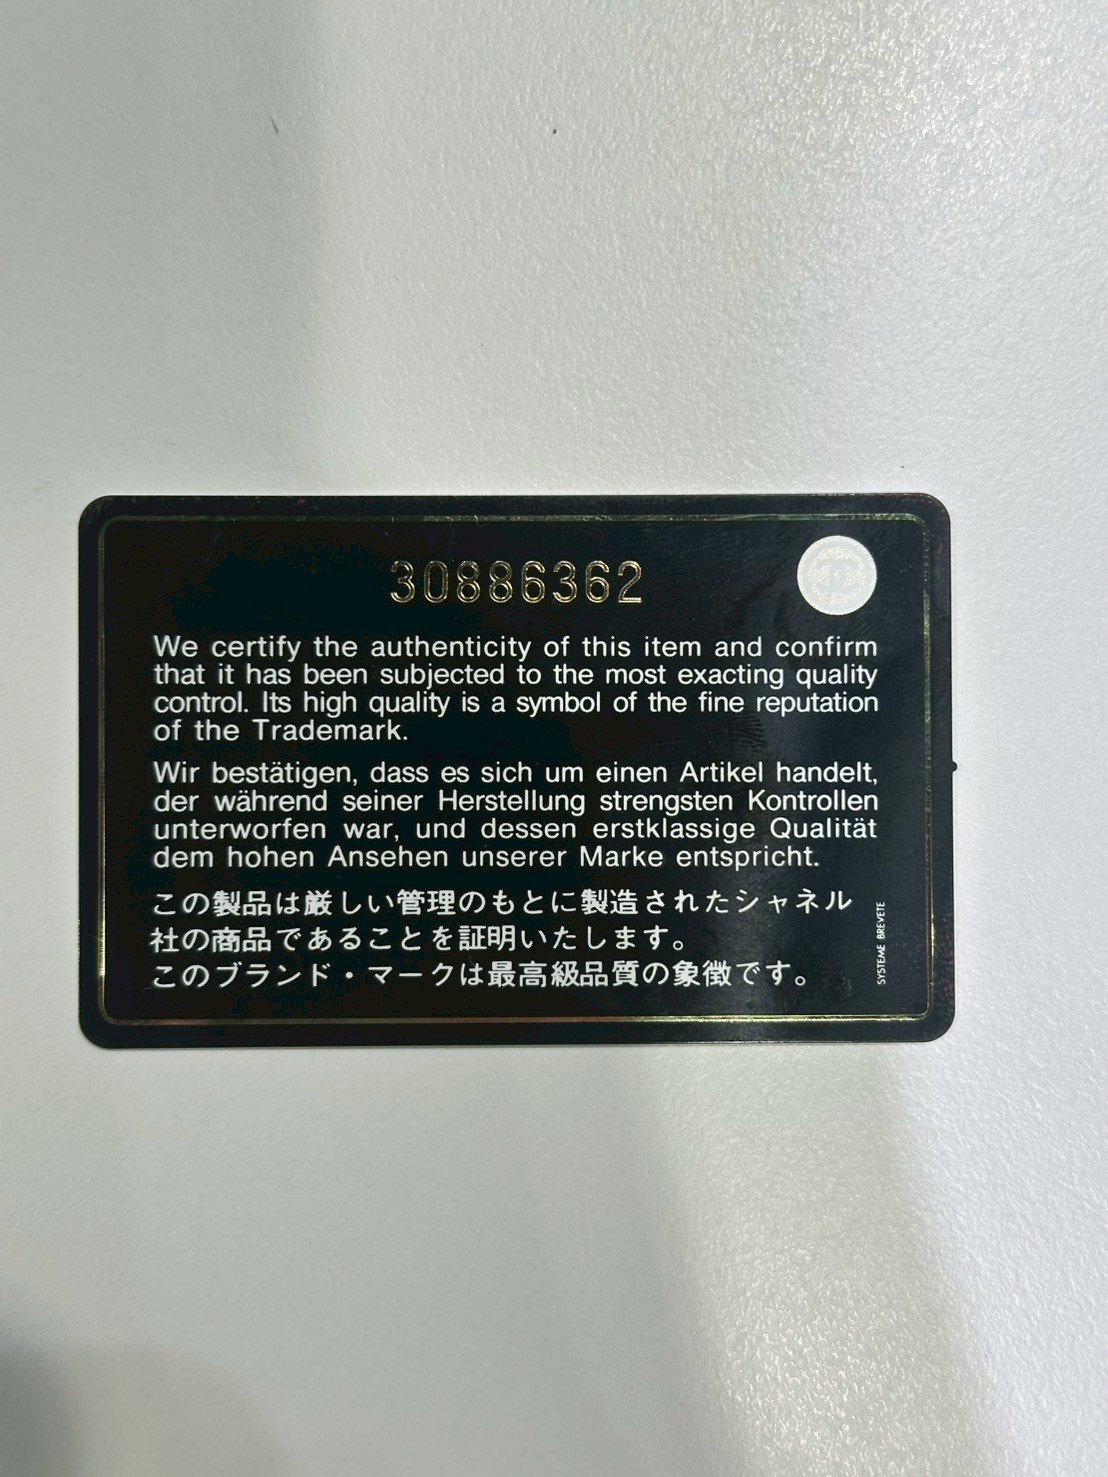 30886362
We certify the authenticity of this item and confirm
that it has been subjected to the most exacting quality
control. Its high quality is a symbol of the fine reputation
of the Trademark.
Wir bestätigen, dass es sich um einen Artikel handelt,
der während seiner Herstellung strengsten Kontrollen
unterworfen war, und dessen erstklassige Qualität
dem hohen Ansehen unserer Marke entspricht.
この製品は厳しい管理のもとに製造されたシャネル
社の商品であることを証明いたします。
このブランド・マークは最高級品質の象徴です。
SYSTEME BREVETE